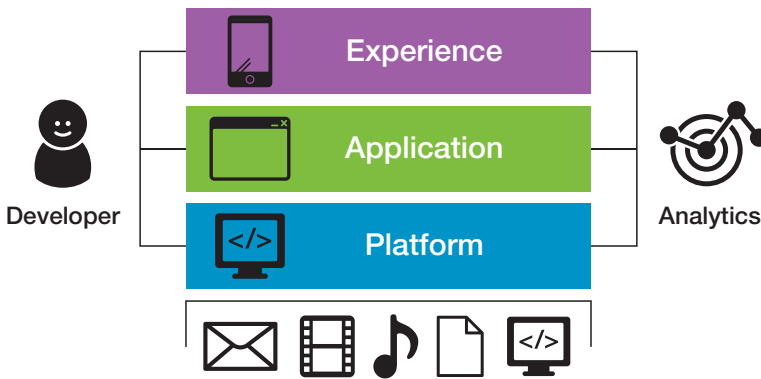 Experience
Application
Developer
Analytics
Platform
</>
</>